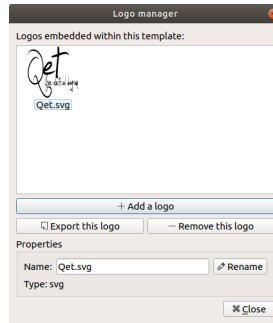 Logo manager
Logos embedded within this template:
Qet
Qet.svg
Add a logo
Export this logo
Remove this logo
Properties
Name: Qet.svg
Rename
Type: svg
Close